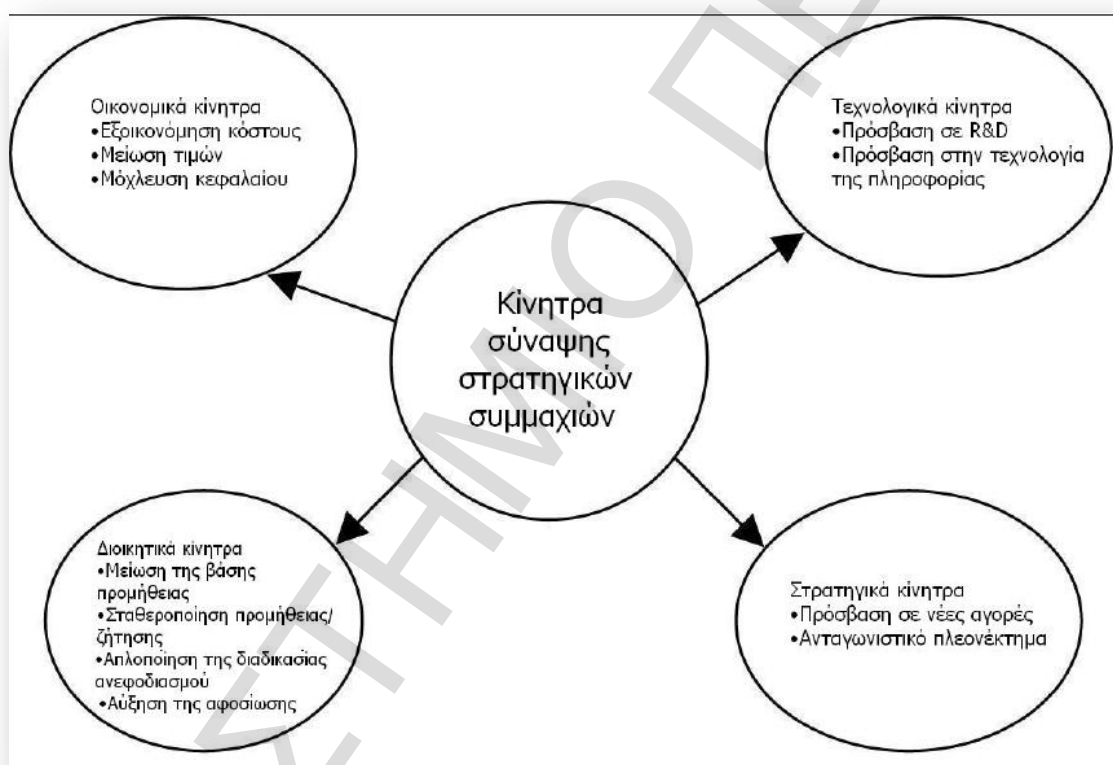 Οικονομικά κίνητρα
•Εξρικονόμηση κόστους
•Μείωση τιμών
•Μόχλευση κεφαλαίου
Τεχνολογικά κίνητρα
•Πρόσβαση σε R&D
•Πρόσβαση στην τεχνολογία
της πληροφορίας
Κίνητρα
σύναψης
στρατηγικών
συμμαχιών
Διοικητικά κίνητρα
•Μείωση της βάσης
προμήθειας
•Σταθεροποίηση προμήθειας/
ζήτησης
•Απλοποίηση της διαδικασίας
ανεφοδιασμού
•Αύξηση της αφοσίωσης
Στρατηγικά κίνητρα
•Πρόσβαση σε νέες αγορές
•Ανταγωνιστικό πλεονέκτημα